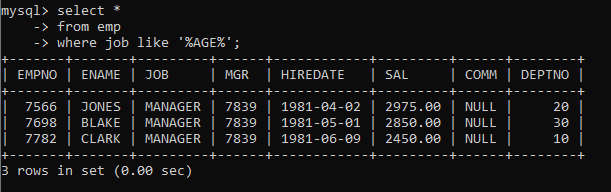 mysql> select *
    -> from emp
    -> where job like '%AGE%';
+-------+-------+---------+------+------------+---------+------+--------+
| EMPNO | ENAME | JOB     | MGR  | HIREDATE   | SAL     | COMM | DEPTNO |
+-------+-------+---------+------+------------+---------+------+--------+
|  7566 | JONES | MANAGER | 7839 | 1981-04-02 | 2975.00 | NULL |     20 |
|  7698 | BLAKE | MANAGER | 7839 | 1981-05-01 | 2850.00 | NULL |     30 |
|  7782 | CLARK | MANAGER | 7839 | 1981-06-09 | 2450.00 | NULL |     10 |
+-------+-------+---------+------+------------+---------+------+--------+
3 rows in set (0.00 sec)